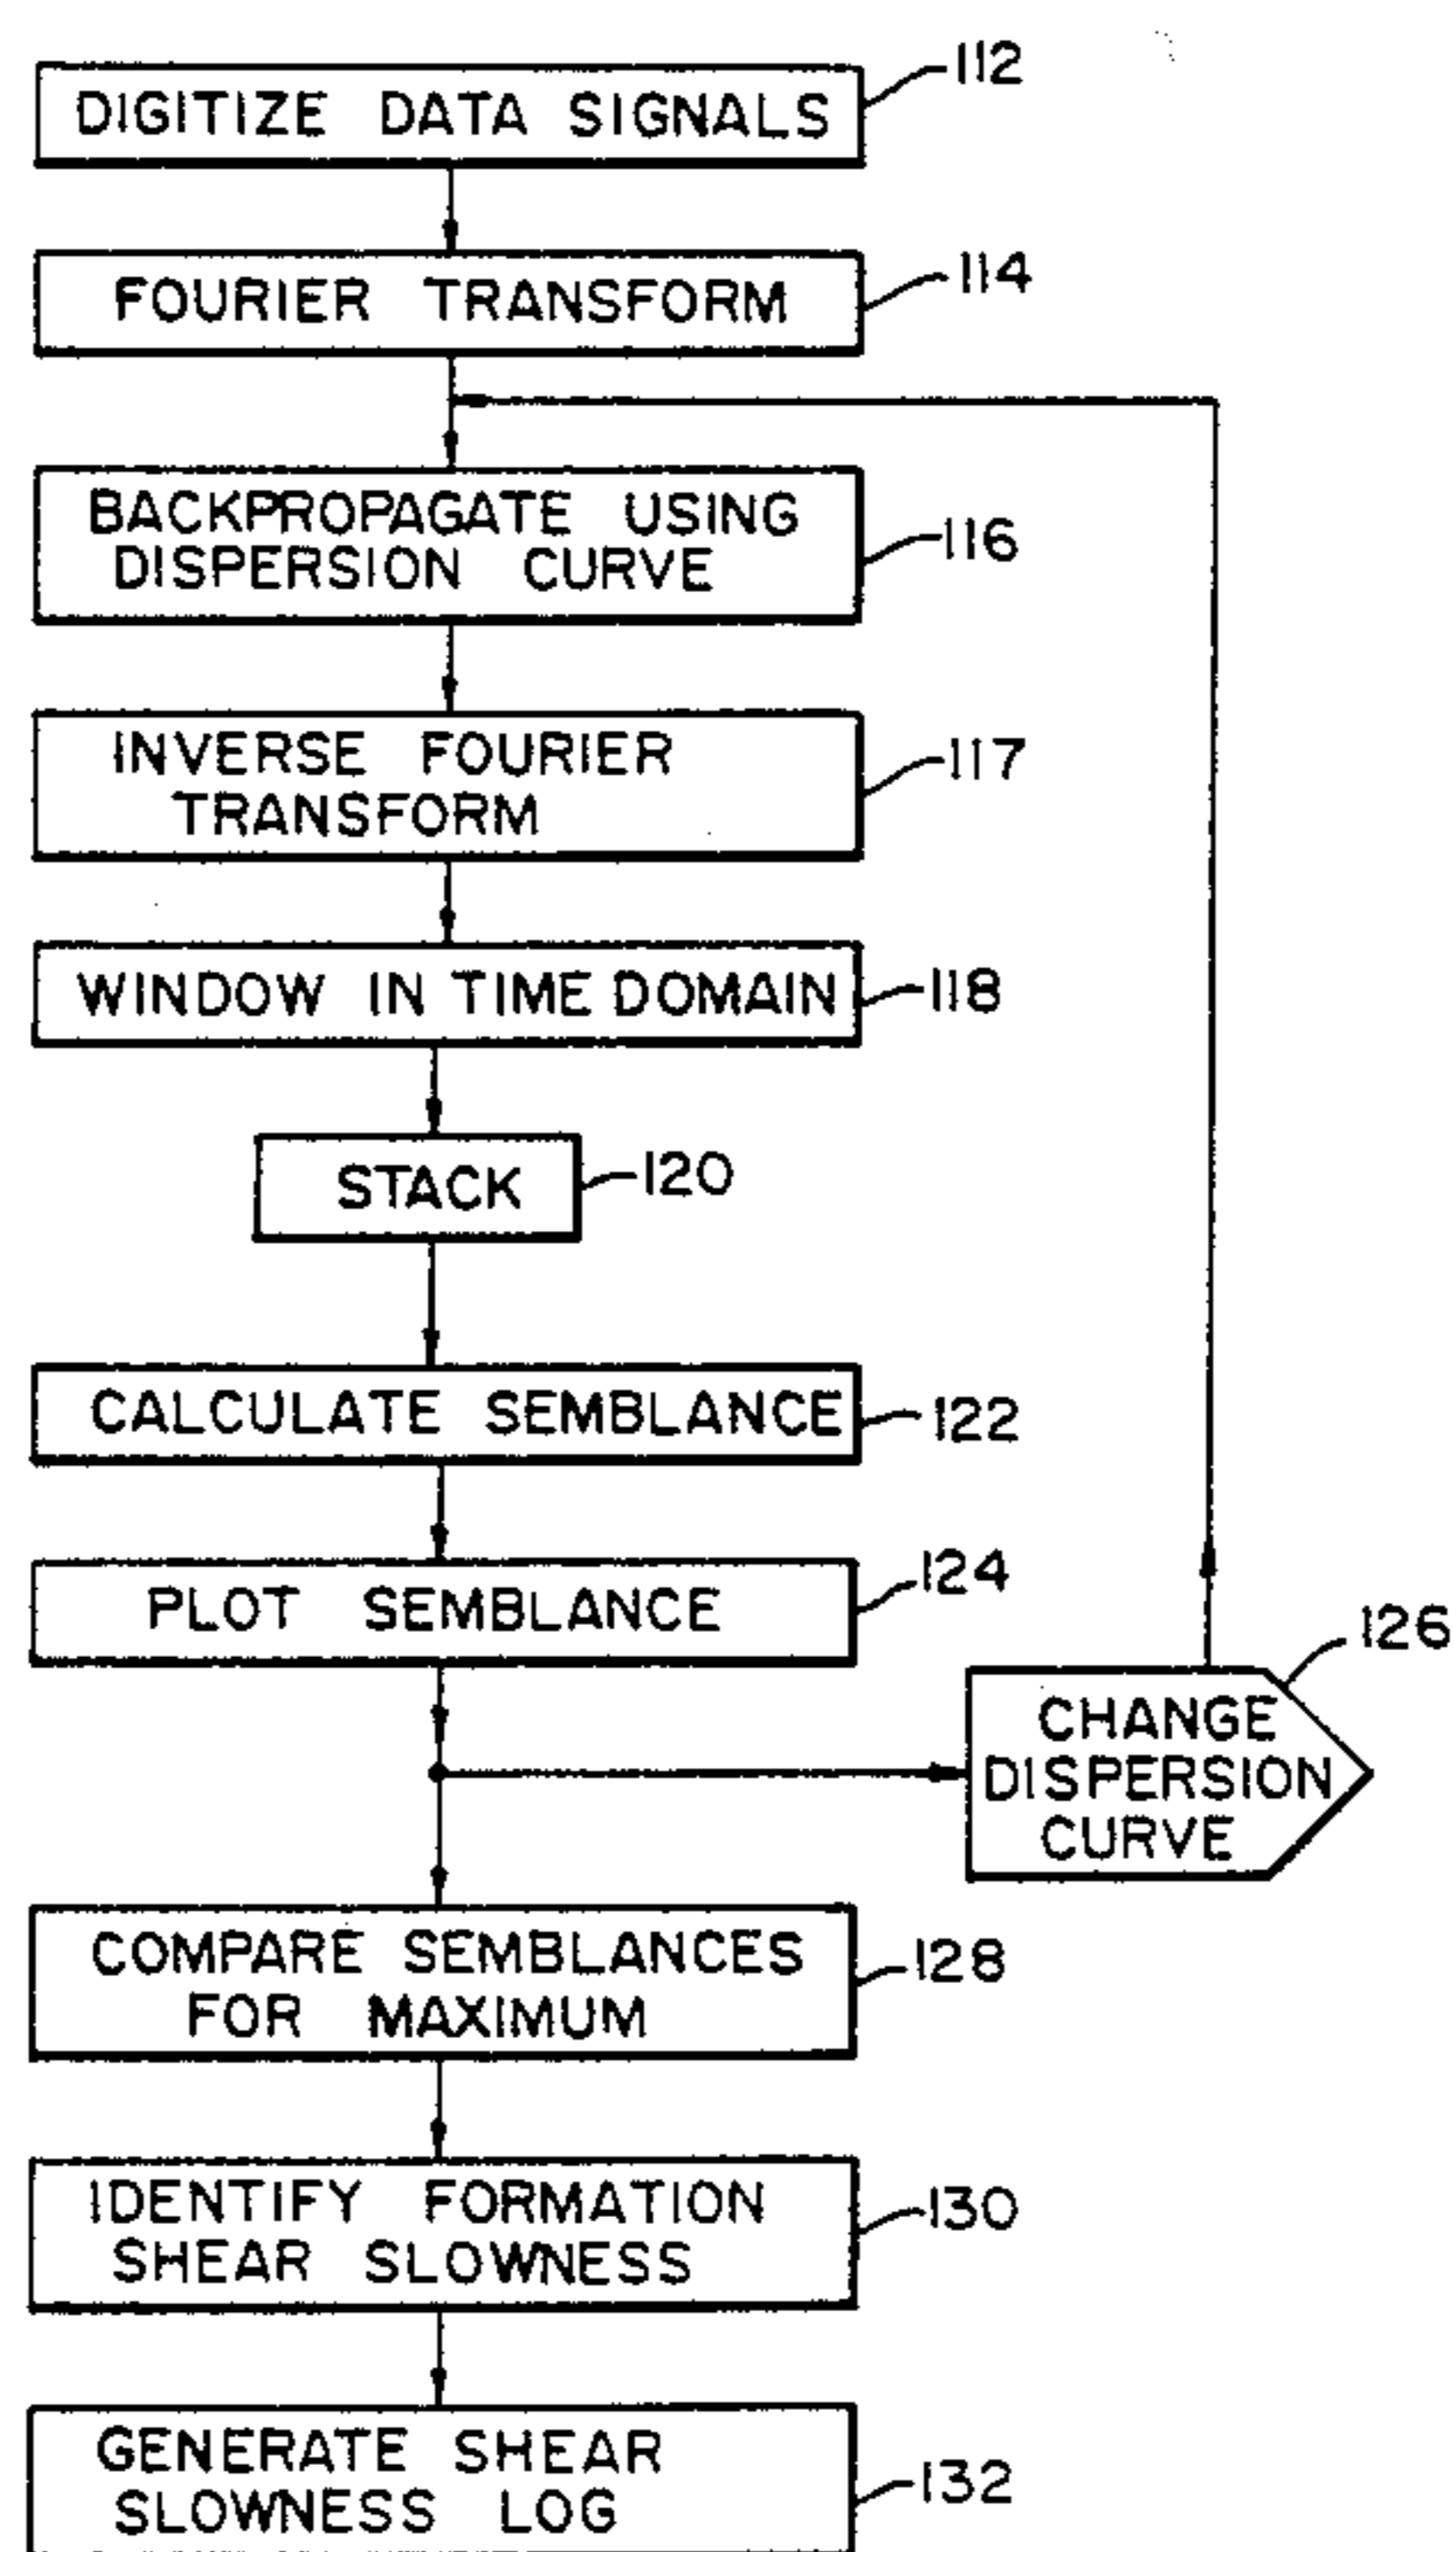 DIGITIZE DATA SIGNALS
112
FOURIER TRANSFORM
114
BACKPROPAGATE USING
DISPERSION CURVE
116
INVERSE FOURIER
TRANSFORM
117
WINDOW IN TIME DOMAIN
118
STACK
120
CALCULATE SEMBLANCE
122
PLOT SEMBLANCE
124
126
CHANGE
DISPERSION
CURVE
COMPARE SEMBLANCES
FOR MAXIMUM
128
IDENTIFY FORMATION
SHEAR SLOWNESS
130
GENERATE SHEAR
SLOWNESS LOG
132